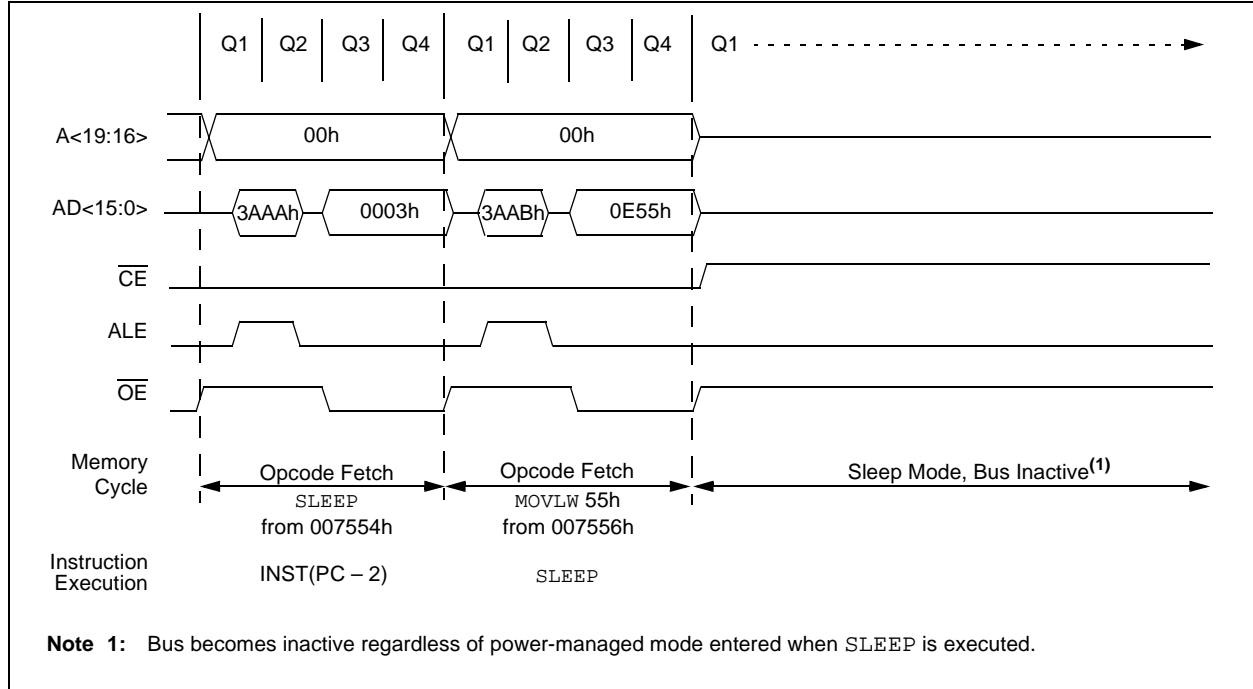 Q1 Q2 Q3 Q4 Q1 Q2 Q3 Q4 Q1
A<19:16> 00h 00h
AD<15:0> 3AAAh 0003h 3AABh 0E55h
CE
ALE
OE
Memory Cycle Opcode Fetch Opcode Fetch Sleep Mode, Bus Inactive(1)
SLEEP MOVLW 55h
from 007554h from 007556h
Instruction Execution INST(PC – 2) SLEEP
Note 1: Bus becomes inactive regardless of power-managed mode entered when SLEEP is executed.